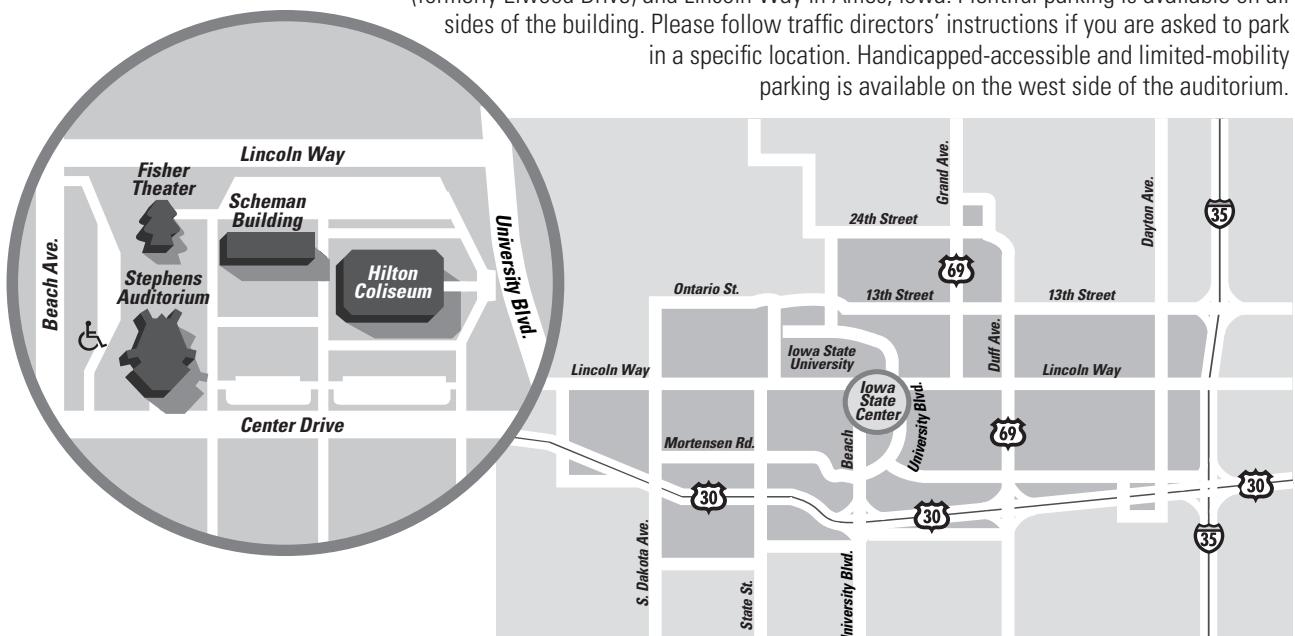 (formerly Elwood Drive) and Lincoln Way in Ames, Iowa. Plentiful parking is available on all
sides of the building. Please follow traffic directors’ instructions if you are asked to park
in a specific location. Handicapped-accessible and limited-mobility
parking is available on the west side of the auditorium.
Lincoln Way
Fisher
Theater
Scheman
Building
Beach Ave.
Stephens
Auditorium
Hilton
Coliseum
University Blvd.
Center Drive
Grand Ave.
Dayton Ave.
35
24th Street
69
Ontario St.
13th Street
13th Street
Iowa State
University
Duff Ave.
Lincoln Way
Lincoln Way
Iowa
State
Center
University Blvd.
69
Mortensen Rd.
Beach
30
30
30
35
S. Dakota Ave.
State St.
University Blvd.